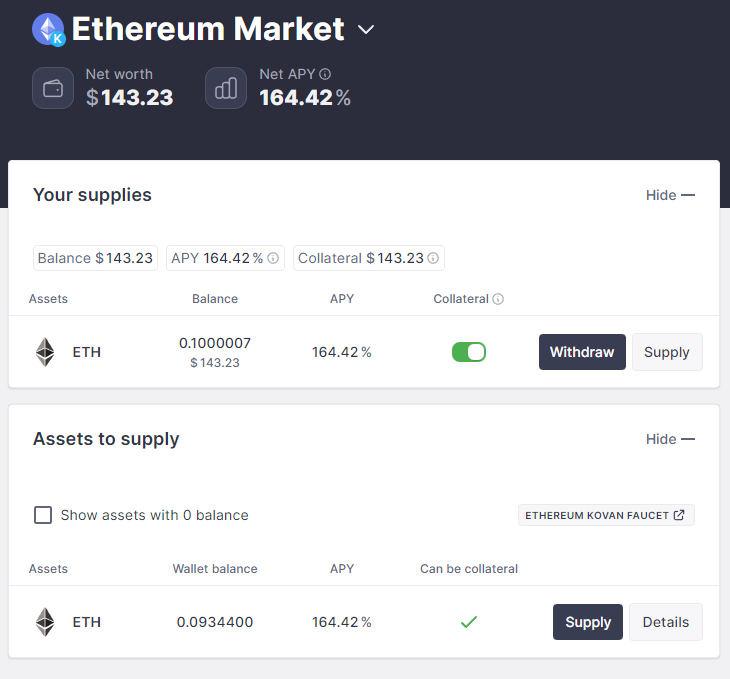 K Ethereum Market
Net worth
$143.23
Net APY
164.42%
Your supplies
Hide
Balance $143.23 APY 164.42% Collateral $143.23
Assets Balance APY Collateral
ETH 0.1000007 164.42% Withdraw Supply
$143.23
Assets to supply
Hide
Show assets with 0 balance ETHEREUM KOVAN FAUCET
Assets Wallet balance APY Can be collateral
ETH 0.0934400 164.42% Supply Details